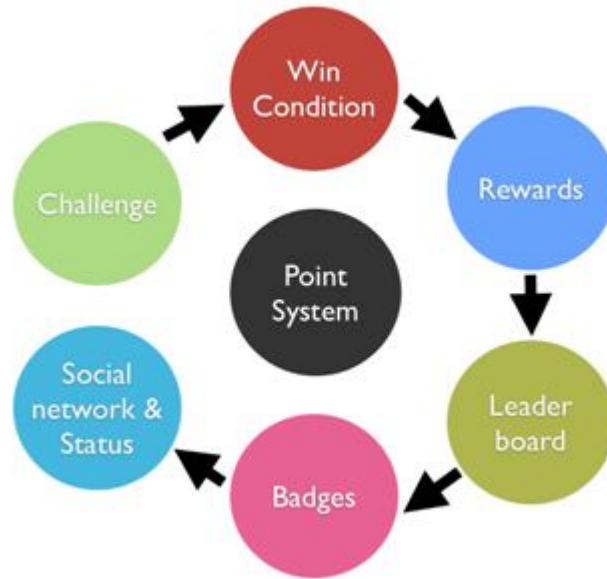 Win
Condition
Challenge
Rewards
Point
System
Social
network &
Status
Leader
board
Badges